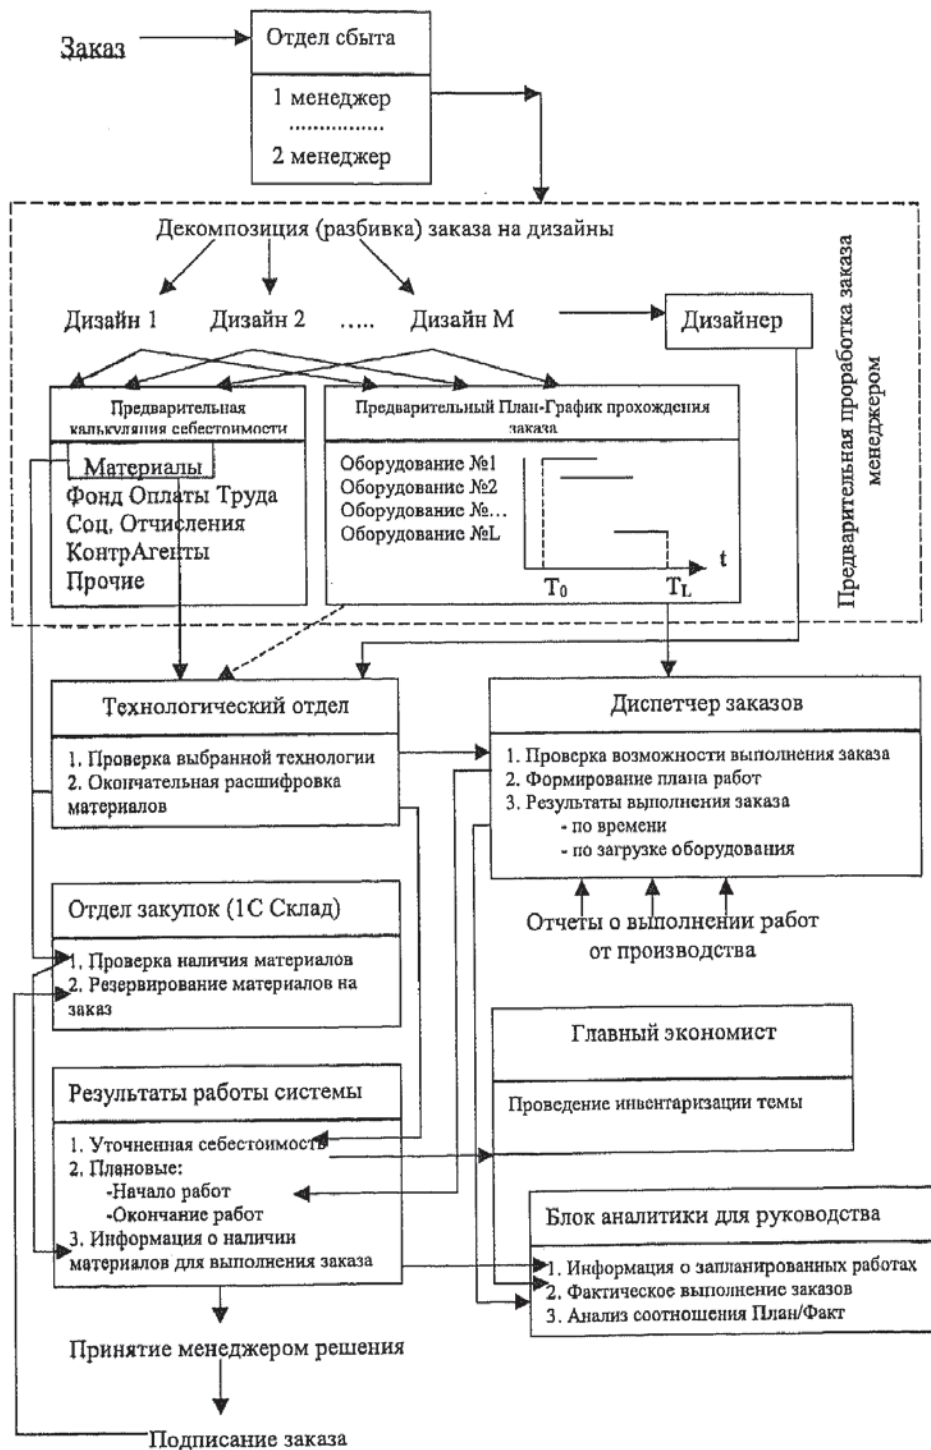 Заказ
Отдел сбыта
1 менеджер
................
2 менеджер
Декомпозиция (разбивка) заказа на дизайны
Дизайн 1 Дизайн 2 ..... Дизайн М
Дизайнер
Предварительная проработка заказа
менеджером
Предварительная
калькуляция себестоимости
Материалы
Фонд Оплаты Труда
Соц. Отчисления
КонтрАгенты
Прочие
Предварительный План-График прохождения
заказа
Оборудование №1
Оборудование №2
Оборудование №...
Оборудование №L
t
T0 TL
Технологический отдел
1. Проверка выбранной технологии
2. Окончательная расшифровка
материалов
Диспетчер заказов
1. Проверка возможности выполнения заказа
2. Формирование плана работ
3. Результаты выполнения заказа
- по времени
- по загрузке оборудования
Отчеты о выполнении работ
от производства
Отдел закупок (1С Склад)
1. Проверка наличия материалов
2. Резервирование материалов на
заказ
Главный экономист
Проведение инвентаризации темы
Результаты работы системы
1. Уточненная себестоимость
2. Плановые:
-Начало работ
-Окончание работ
3. Информация о наличии
материалов для выполнения заказа
Блок аналитики для руководства
1. Информация о запланированных работах
2. Фактическое выполнение заказов
3. Анализ соотношения План/Факт
Принятие менеджером решения
Подписание заказа